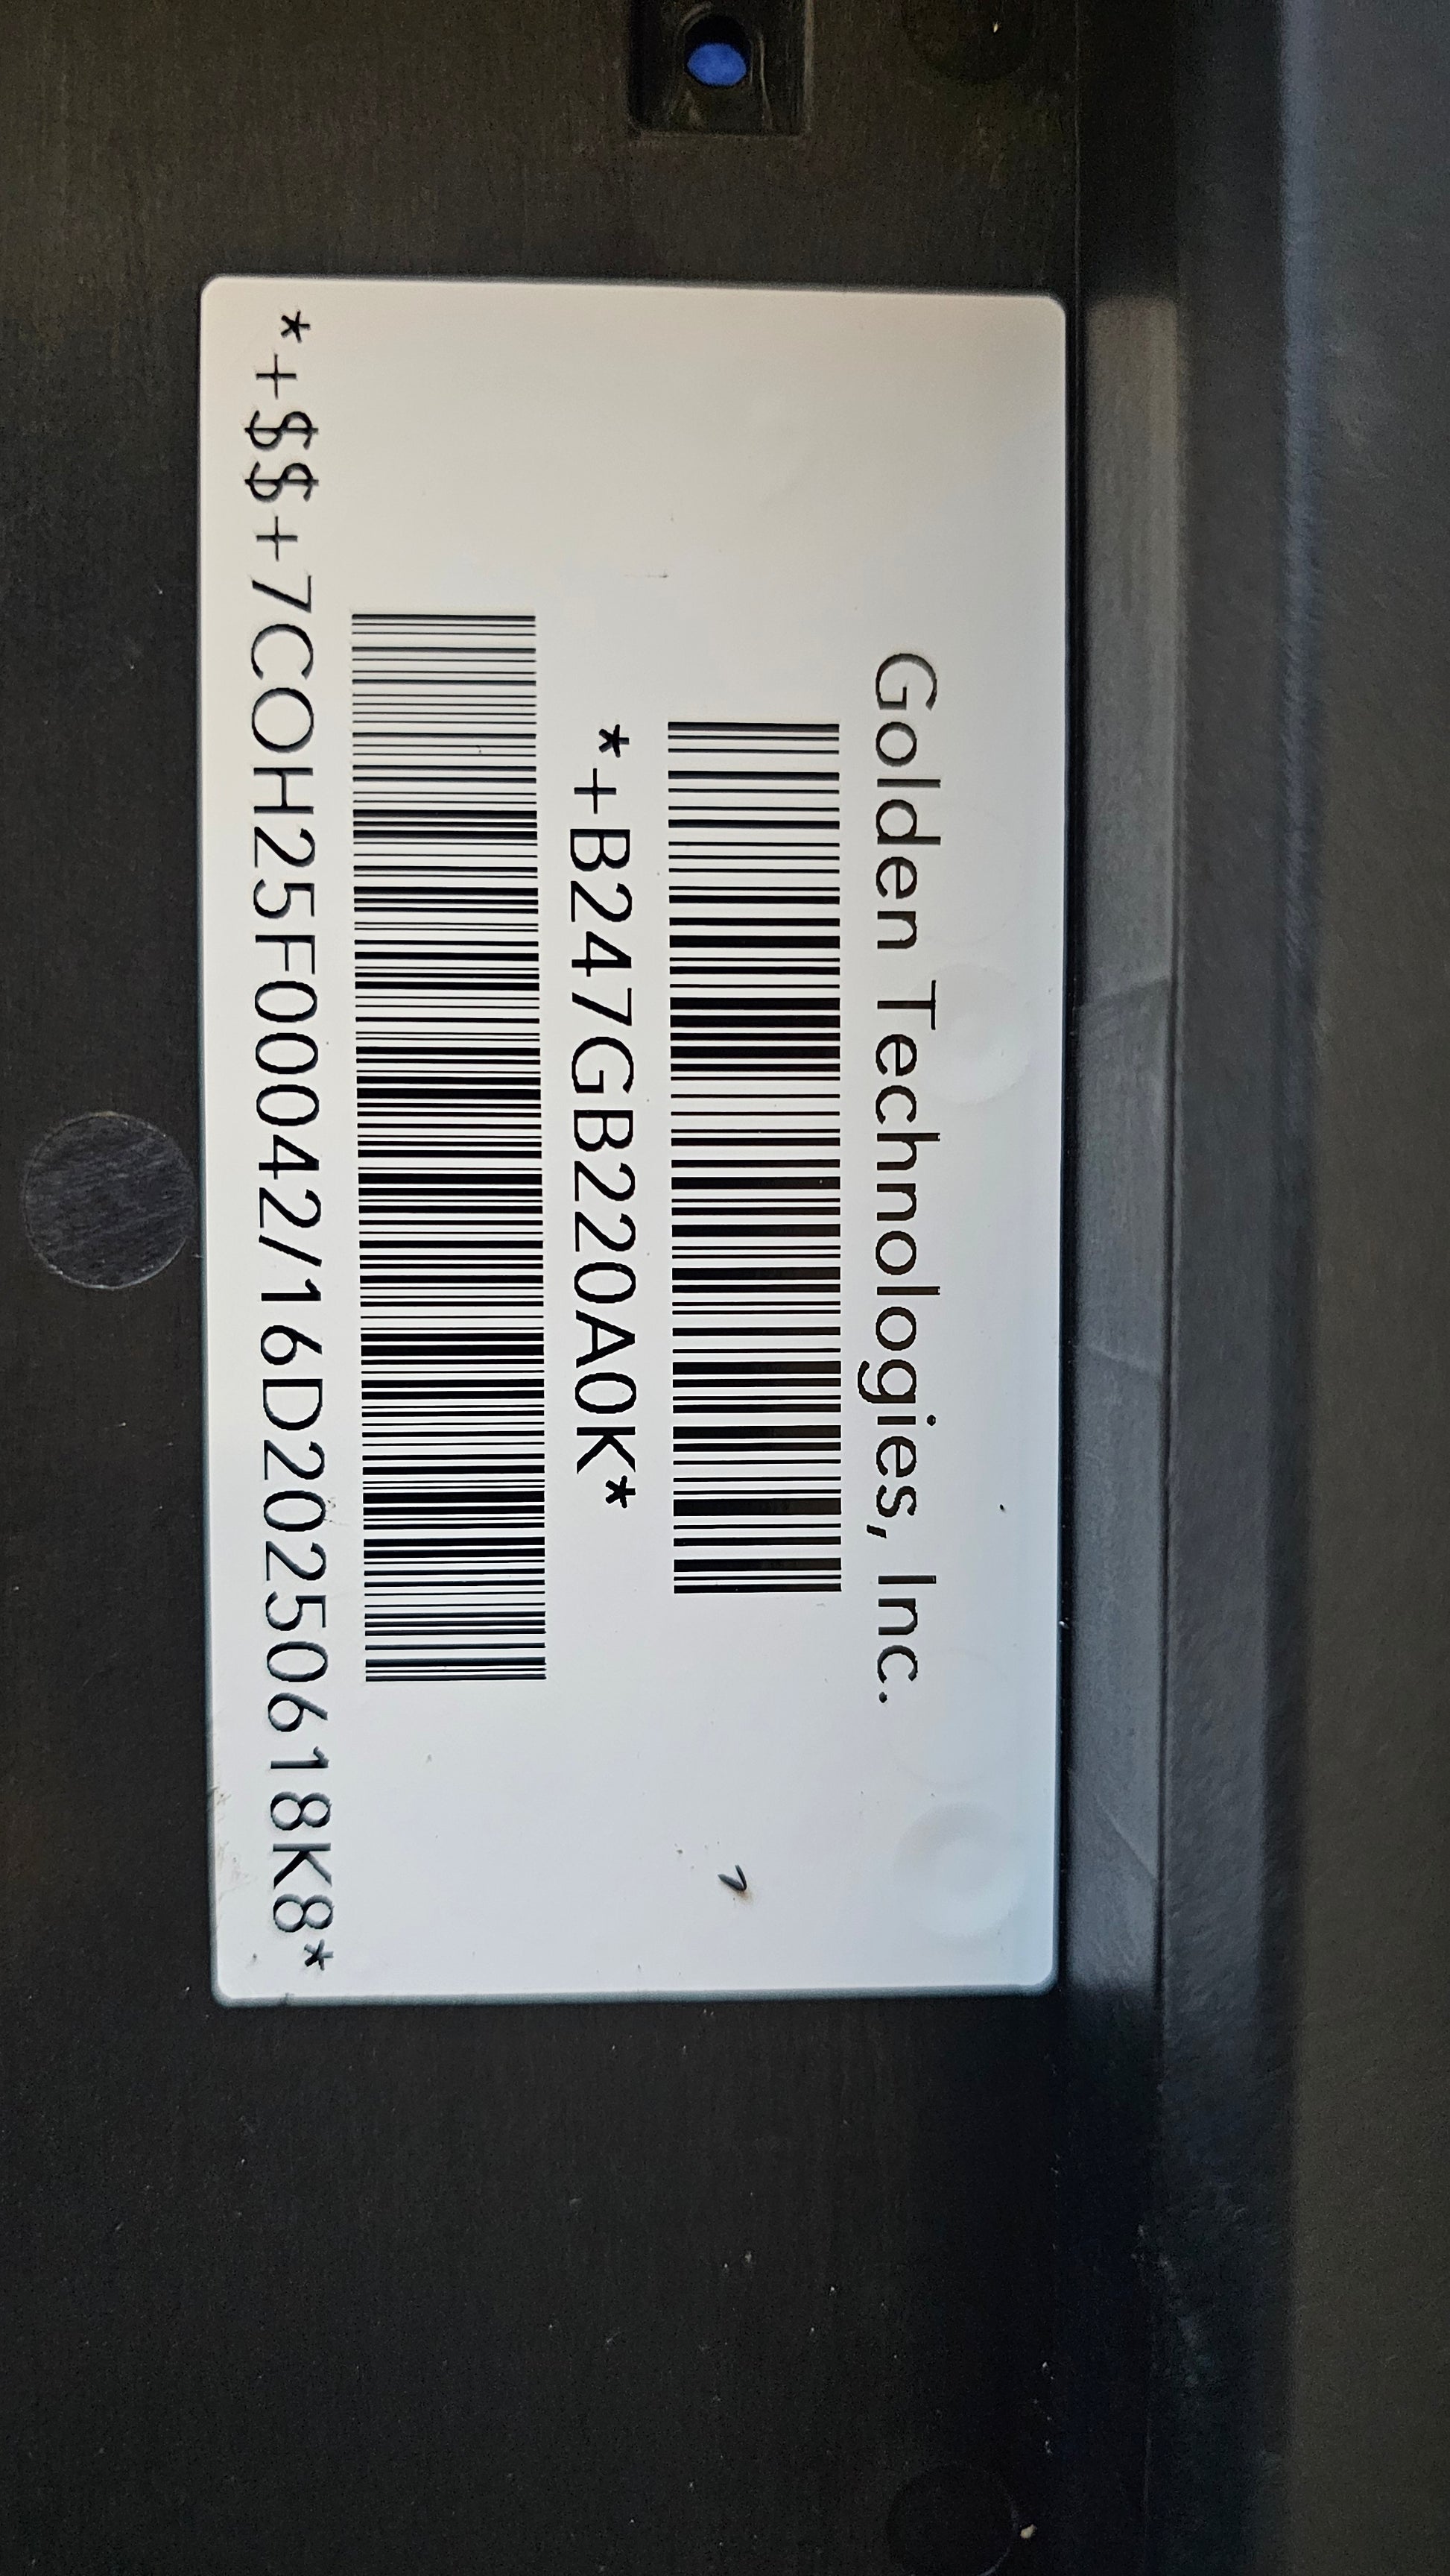 Golden Technologies, Inc.
*+B247GB220A0K*
*+$$+7COH25F00042/16D20250618K8*